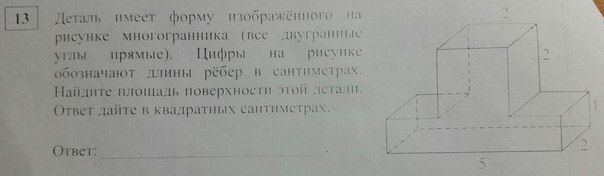 13
Деталь имеет форму изображённого на
рисунке многогранника (все двугранные
углы прямые). Цифры на рисунке
обозначают длины рёбер в сантиметрах.
Найдите площадь поверхности этой детали.
Ответ дайте в квадратных сантиметрах.
Ответ:
2
2
1
2
5